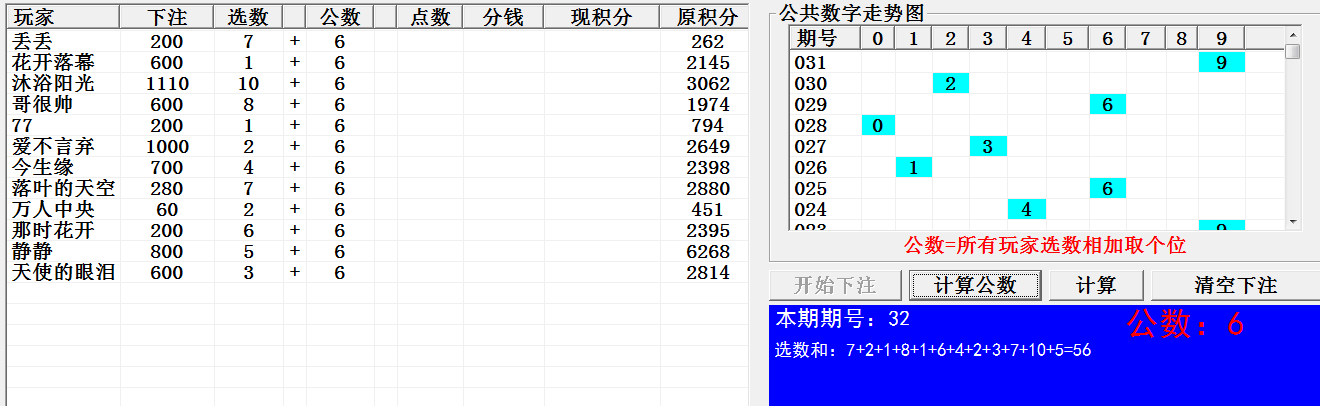 玩家 下注 选数 公数 点数 分钱 现积分 原积分
丢丢 200 7 + 6 262
花开落幕 600 1 + 6 2145
沐浴阳光 1110 10 + 6 3062
哥很帅 600 8 + 6 1974
77 200 1 + 6 794
爱不言弃 1000 2 + 6 2649
今生缘 700 4 + 6 2398
落叶的天空 280 7 + 6 2880
万人中央 60 2 + 6 451
那时花开 200 6 + 6 2395
静静 800 5 + 6 6268
天使的眼泪 600 3 + 6 2814
公共数字走势图
期号 0 1 2 3 4 5 6 7 8 9
031 9
030 2
029 6
028 0
027 3
026 1
025 6
024 4
023 9
公数=所有玩家选数相加取个位
开始下注 计算公数 计算 清空下注
本期期号：32 公数：6
选数和：7+2+1+8+1+6+4+2+3+7+10+5=56